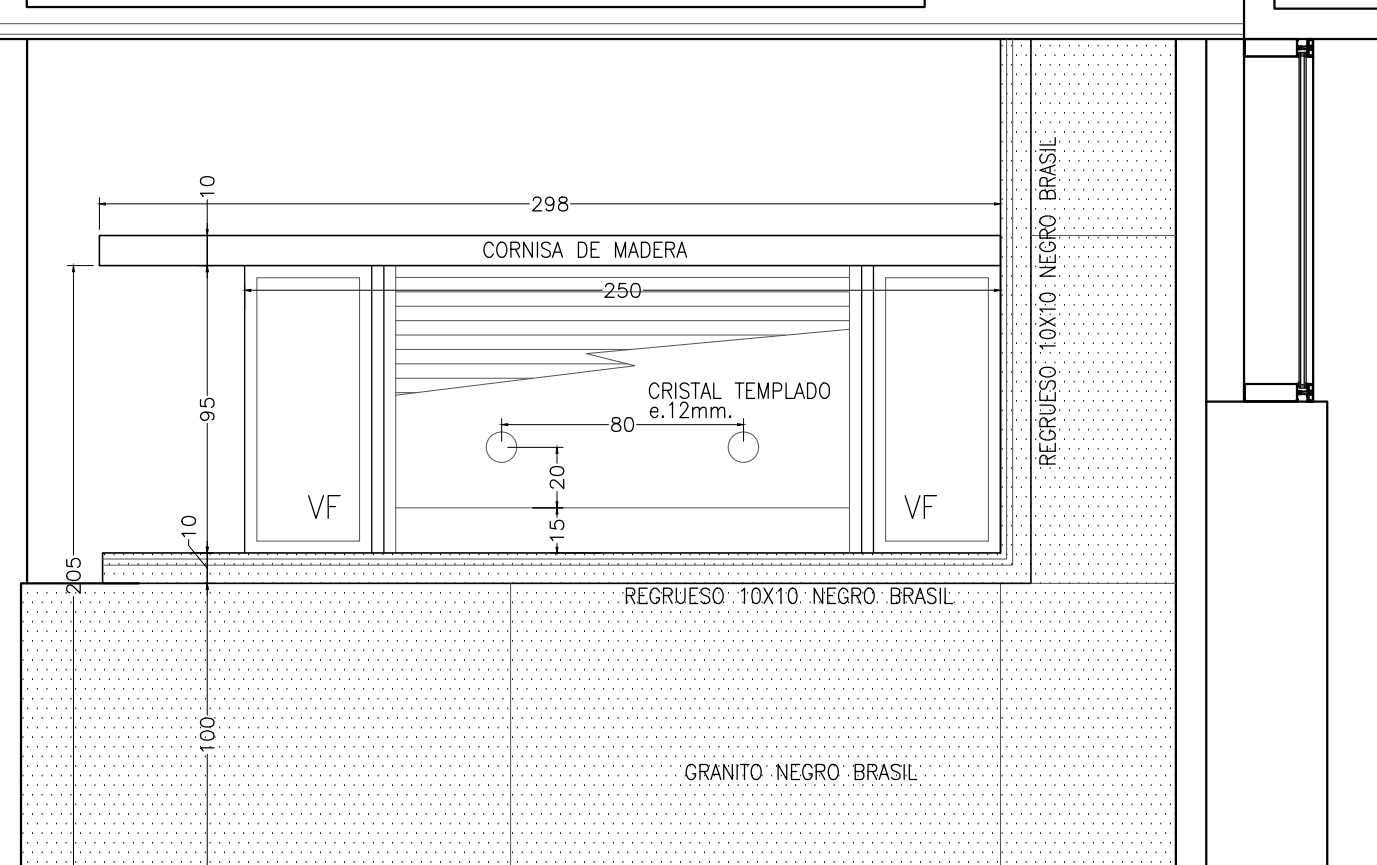 10
298
CORNISA DE MADERA
250
REGRUESO 10X10 NEGRO BRASIL
CRISTAL TEMPLADO
e.12mm.
95
80
20
VF
VF
10
15
205
REGRUESO 10X10 NEGRO BRASIL
100
GRANITO NEGRO BRASIL